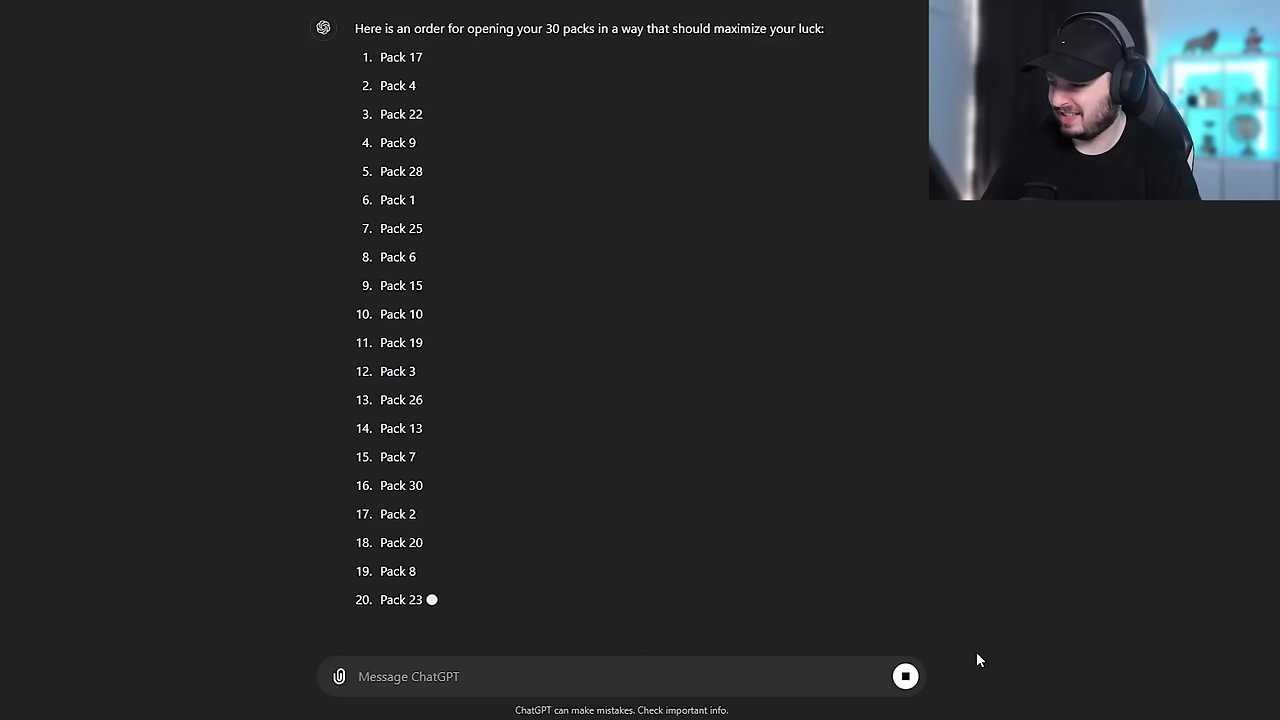 Here is an order for opening your 30 packs in a way that should maximize your luck:
1. Pack 17
2. Pack 4
3. Pack 22
4. Pack 9
5. Pack 28
6. Pack 1
7. Pack 25
8. Pack 6
9. Pack 15
10. Pack 10
11. Pack 19
12. Pack 3
13. Pack 26
14. Pack 13
15. Pack 7
16. Pack 30
17. Pack 2
18. Pack 20
19. Pack 8
20. Pack 23
Message ChatGPT
ChatGPT can make mistakes. Check important info.